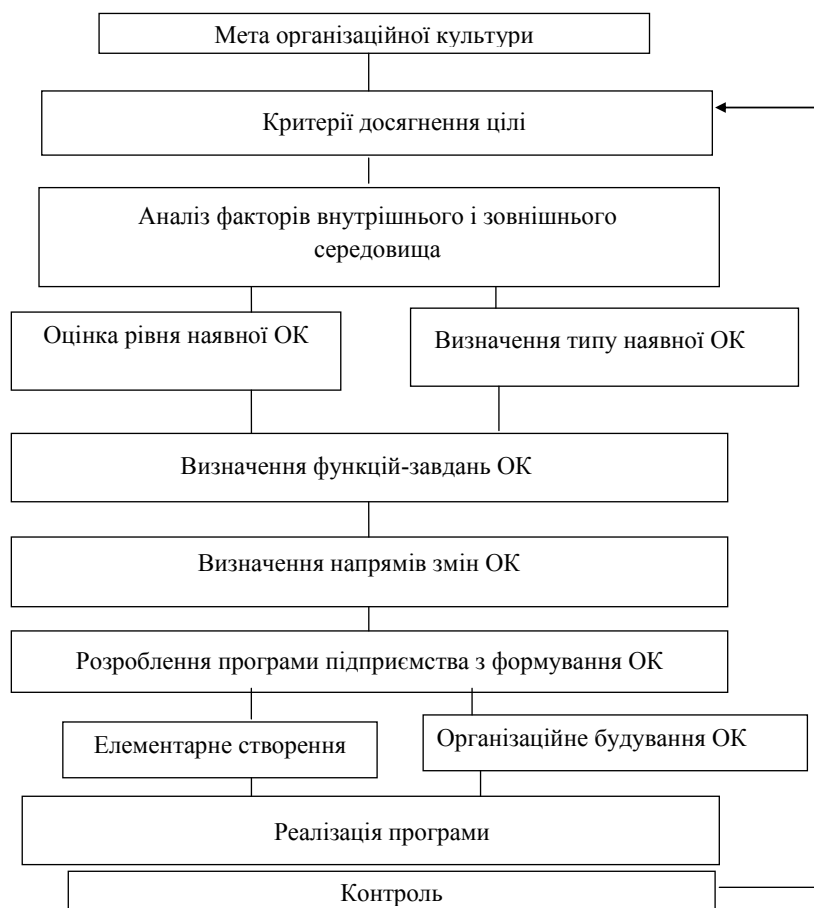 Мета організаційної культури
Критерії досягнення цілі
Аналіз факторів внутрішнього і зовнішнього
середовища
Оцінка рівня наявної ОК
Визначення типу наявної ОК
Визначення функцій-завдань ОК
Визначення напрямів змін ОК
Розроблення програми підприємства з формування ОК
Елементарне створення
Організаційне будування ОК
Реалізація програми
Контроль